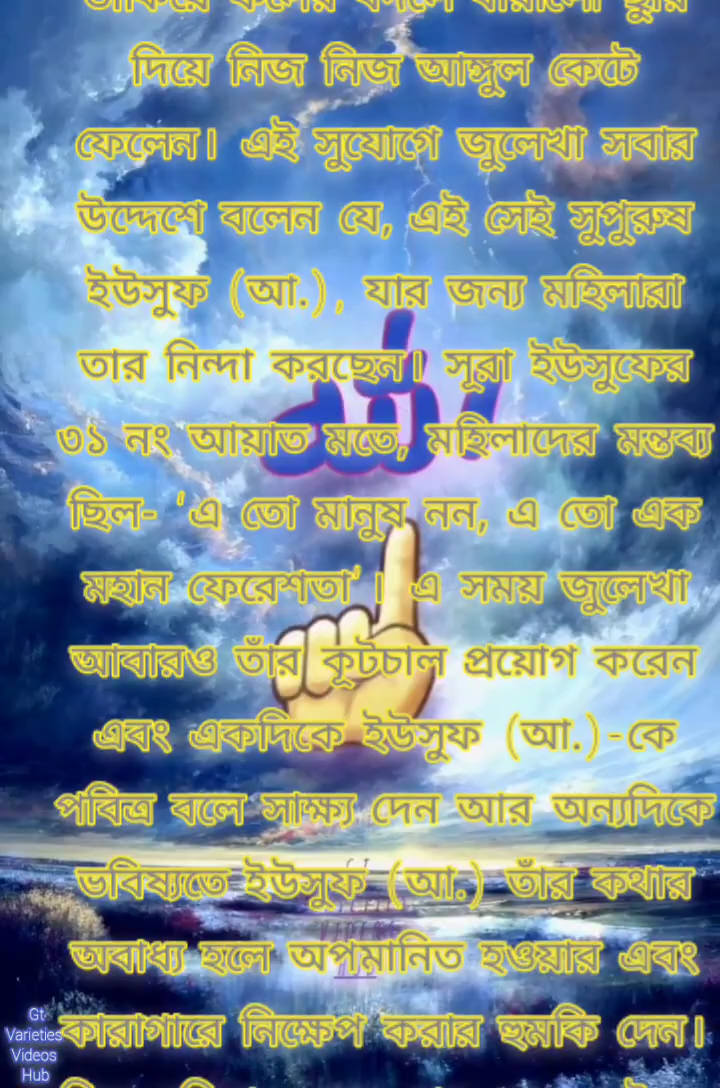 দিয়ে নিজ নিজ আঙ্গুল কেটে
ফেলেন। এই সুযোগে জুলেখা সবার
উদ্দেশে বলেন যে, এই সেই সুপুরুষ
ইউসুফ (আ.), যার জন্য মহিলারা
তার নিন্দা করছেন। সূরা ইউসুফের
৩১ নং আয়াত মতে, মহিলাদের মন্তব্য
ছিল- 'এ তো মানুষ নন, এ তো এক
মহান ফেরেশতা'। এ সময় জুলেখা
আবারও তাঁর কূটচাল প্রয়োগ করেন
এবং একদিকে ইউসুফ (আ.)-কে
পবিত্র বলে সাক্ষ্য দেন আর অন্যদিকে
ভবিষ্যতে ইউসুফ (আ.) তাঁর কথার
অবাধ্য হলে অপমানিত হওয়ার এবং
কারাগারে নিক্ষেপ করার হুমকি দেন।
الله
Gt
Varieties
Videos
Hub